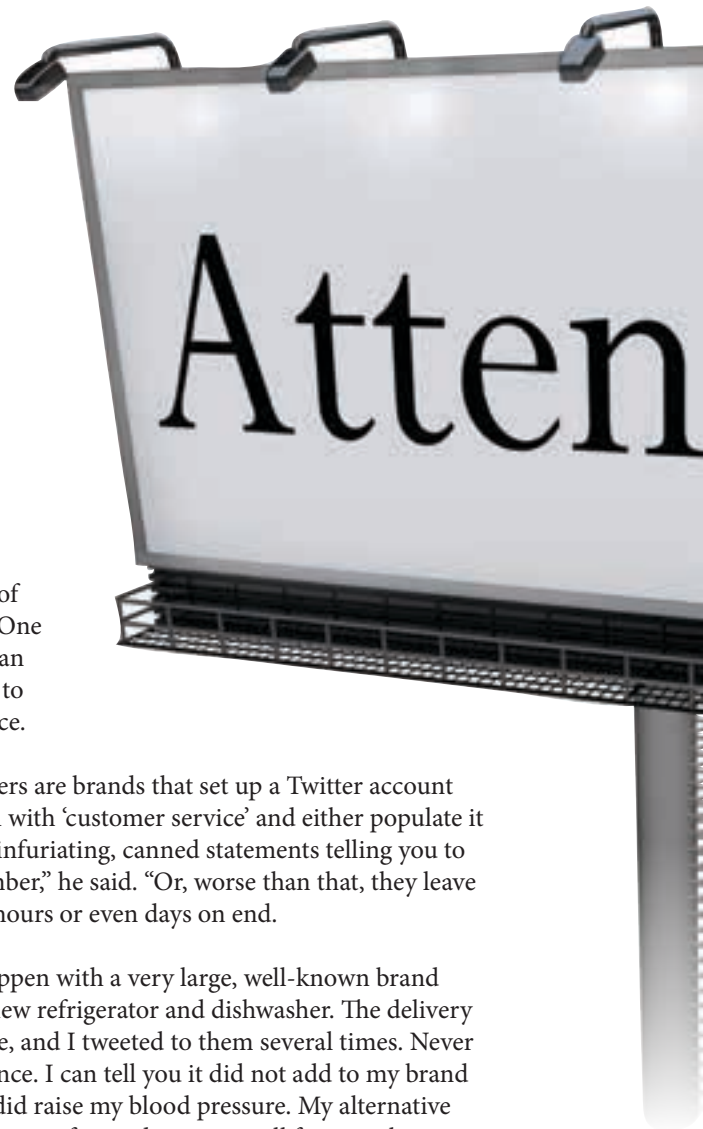 Atten
of
One
an
to
ce.
ers are brands that set up a Twitter account
with ‘customer service’ and either populate it
infuriating, canned statements telling you to
mber,” he said. “Or, worse than that, they leave
hours or even days on end.
ppen with a very large, well-known brand
new refrigerator and dishwasher. The delivery
e, and I tweeted to them several times. Never
nce. I can tell you it did not add to my brand
did raise my blood pressure. My alternative